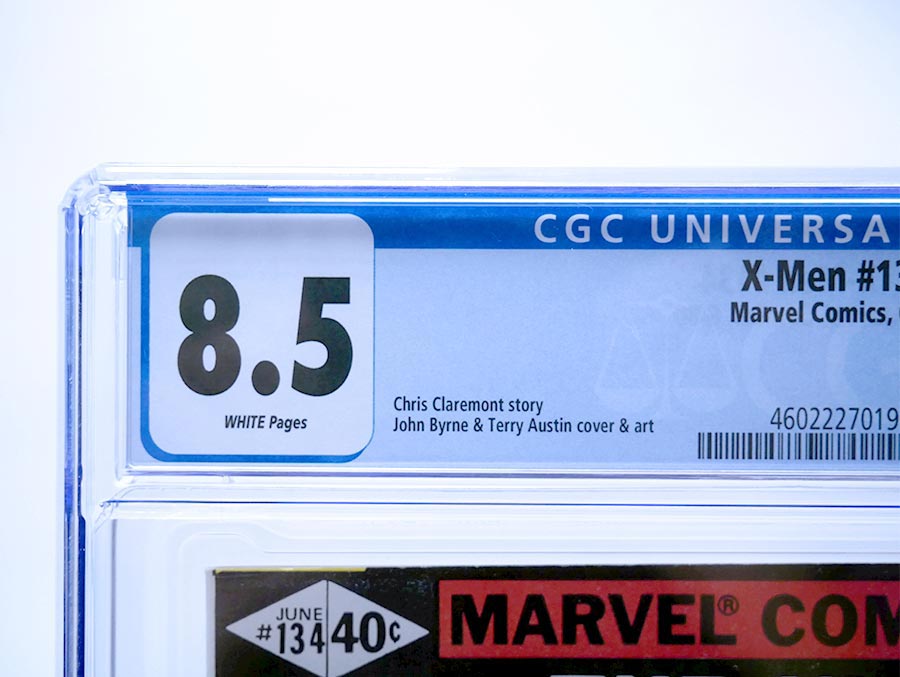 CGC UNIVERSA
8.5
WHITE Pages
X-Men #13
Marvel Comics,
Chris Claremont story
John Byrne & Terry Austin cover & art
4602227019
JUNE
#134
40¢
MARVEL® COM